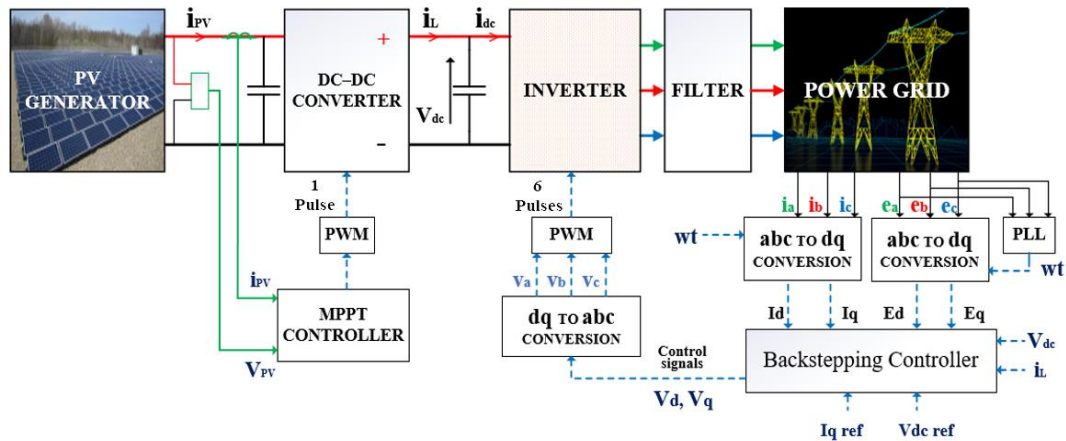 iPV
iL
idc
PV
GENERATOR
DC–DC
CONVERTER
+
-
Vdc
INVERTER
FILTER
POWER GRID
1
Pulse
6
Pulses
ia
ib
ic
ea
eb
ec
PWM
PWM
wt
abc TO dq
CONVERSION
abc TO dq
CONVERSION
PLL
wt
iPV
Va
Vb
Vc
MPPT
CONTROLLER
dq TO abc
CONVERSION
Id
Iq
Ed
Eq
VPV
Control
signals
Vd, Vq
Backstepping Controller
Vdc
iL
Iq ref
Vdc ref